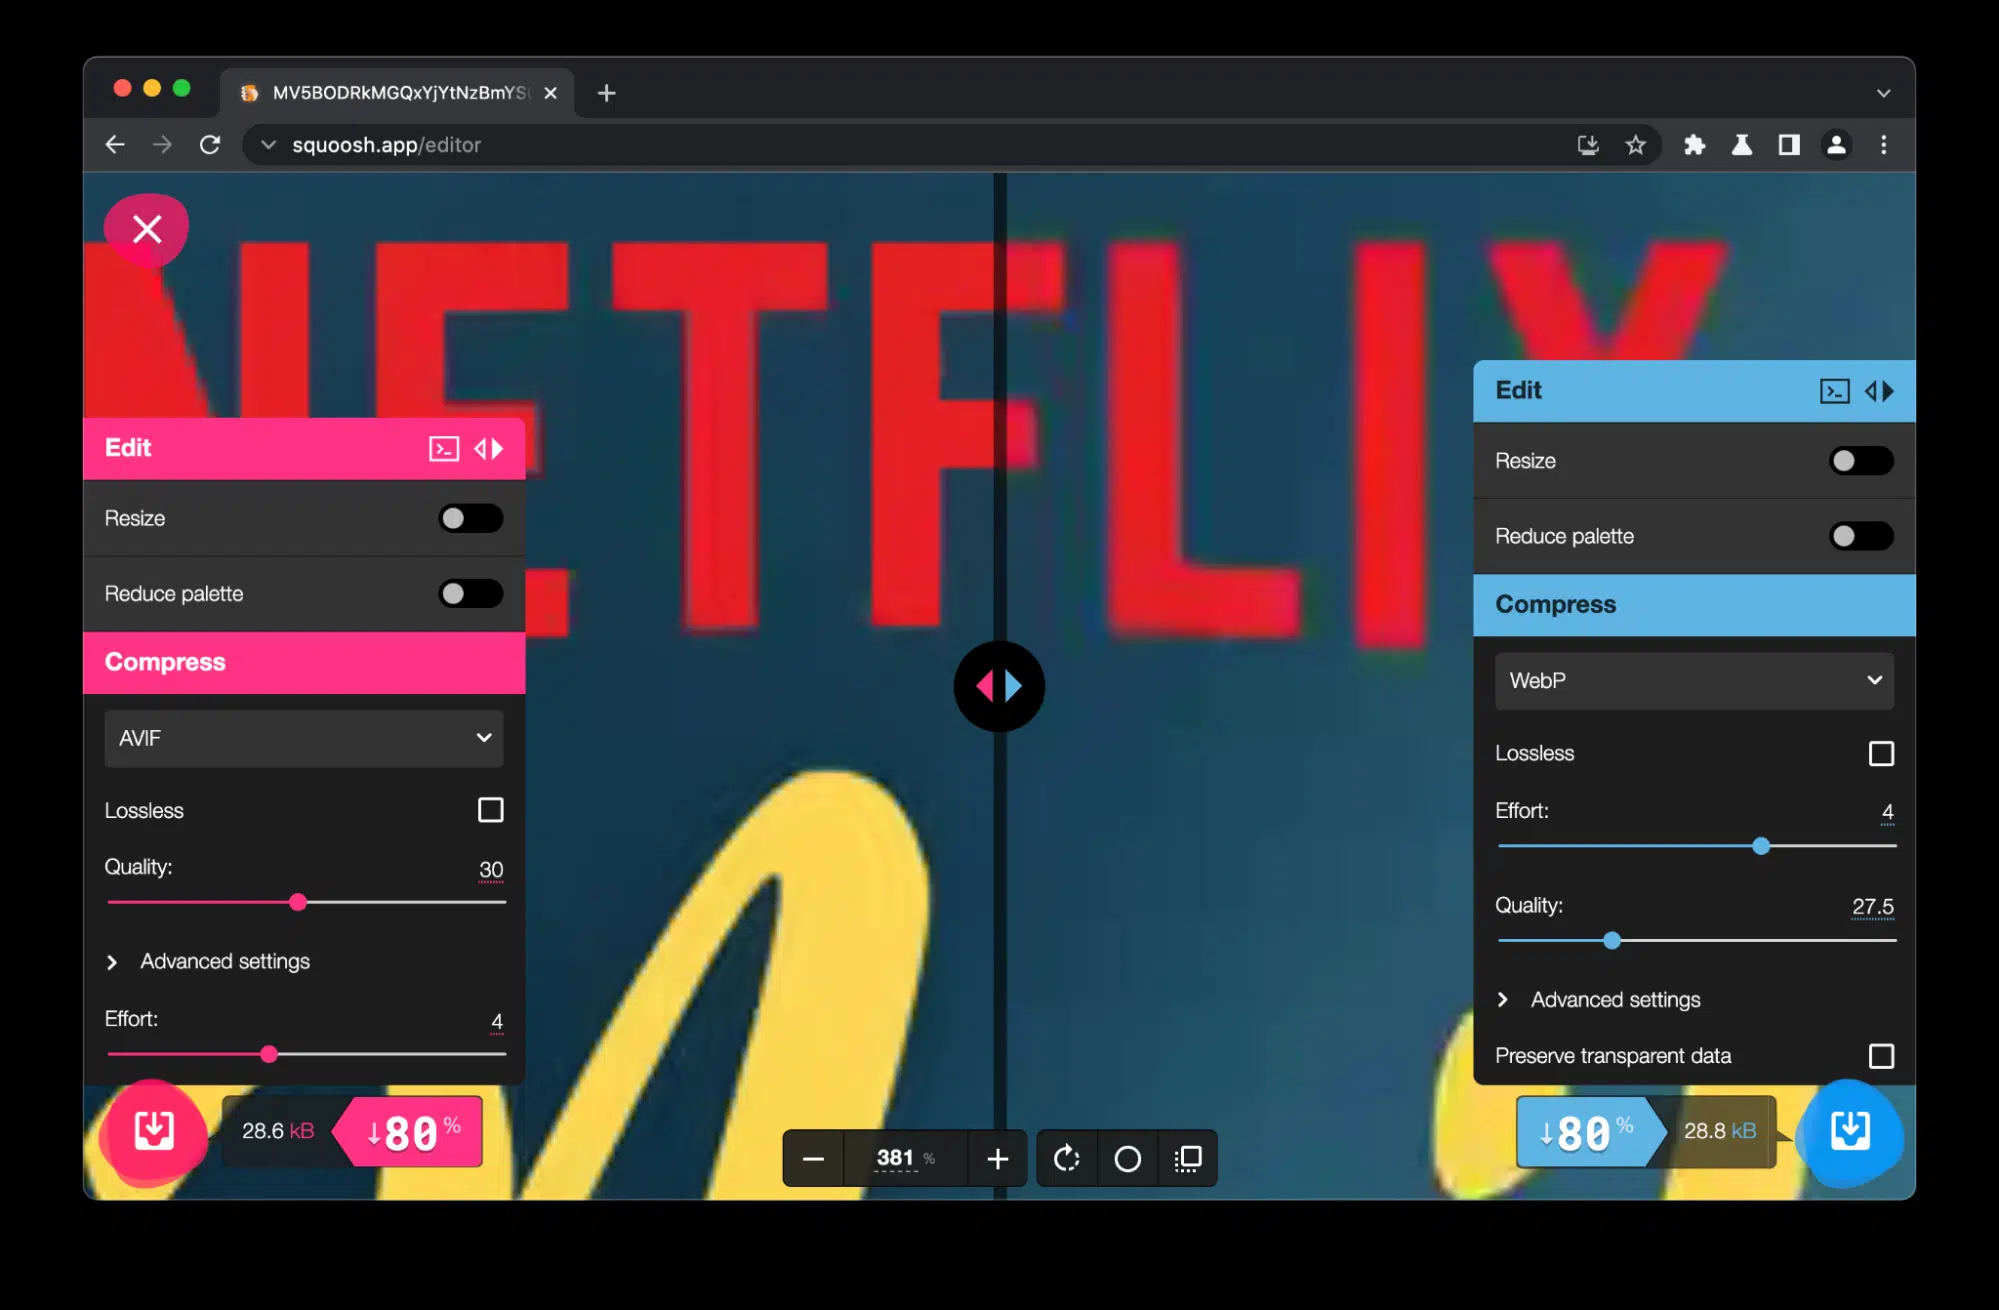 MV5BODRkMGQxYjYtNzBmYS
squoosh.app/editor
NETFLIX
Edit
Resize
Reduce palette
Compress
AVIF
Lossless
Quality: 30
Advanced settings
Effort: 4
28.6 kB ↓80 %
381 %
Edit
Resize
Reduce palette
Compress
WebP
Lossless
Effort: 4
Quality: 27.5
Advanced settings
Preserve transparent data
↓80 % 28.8 kB